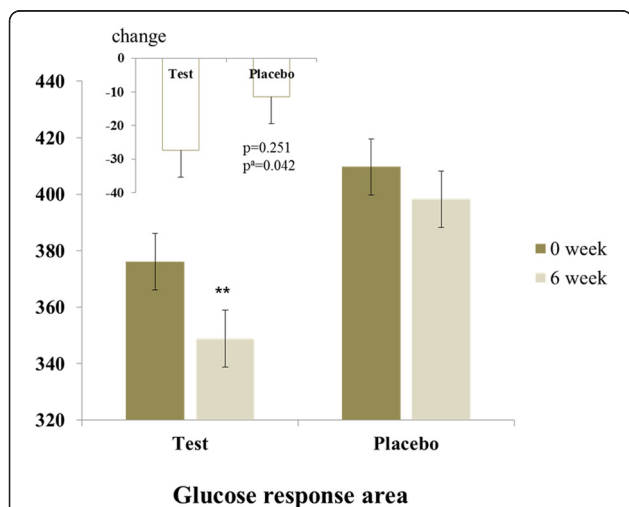 change
0
Test Placebo
-10
-20
-30
-40
p=0.251
pª=0.042
440
420
400
380
360
340
320
**
0 week
6 week
Test Placebo
Glucose response area